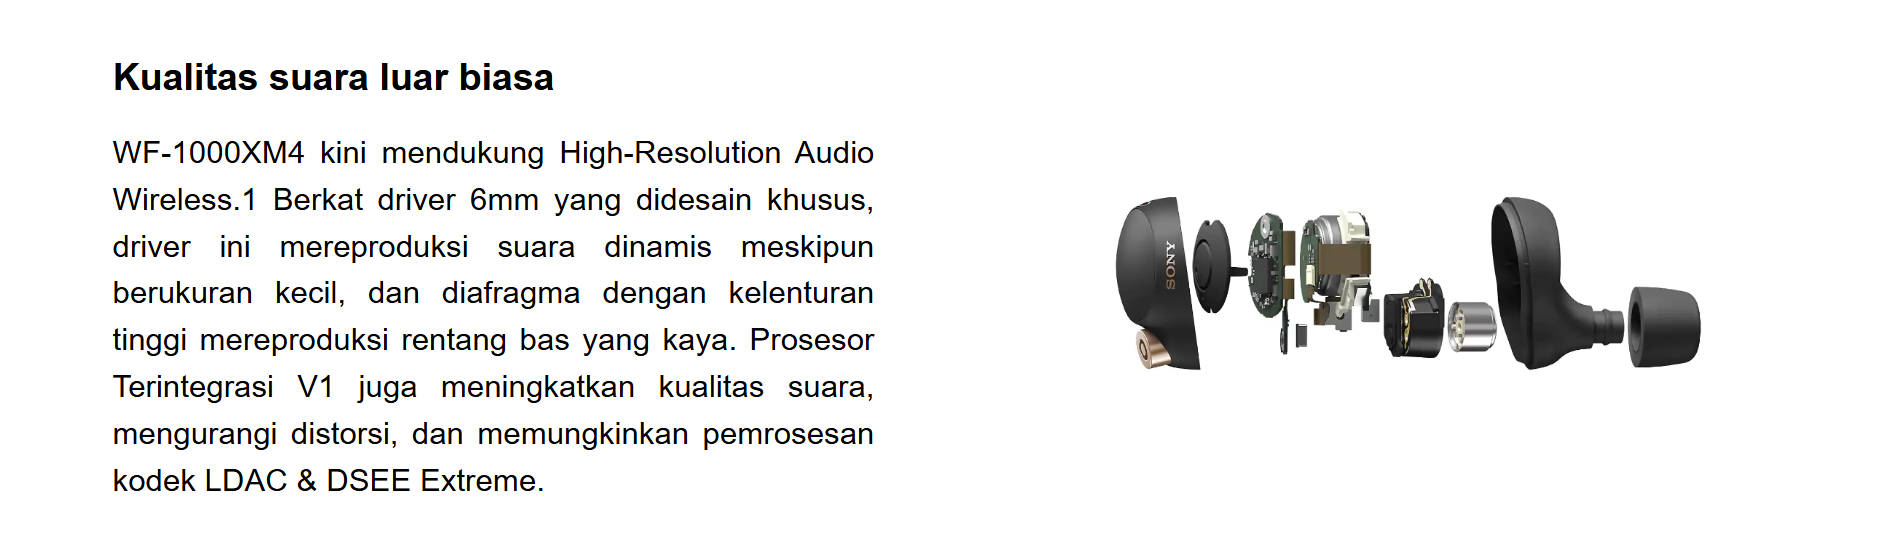 Kualitas suara luar biasa
WF-1000XM4 kini mendukung High-Resolution Audio
Wireless.1 Berkat driver 6mm yang didesain khusus,
driver ini mereproduksi suara dinamis meskipun
berukuran kecil, dan diafragma dengan kelenturan
tinggi mereproduksi rentang bas yang kaya. Prosesor
Terintegrasi V1 juga meningkatkan kualitas suara,
mengurangi distorsi, dan memungkinkan pemrosesan
kodek LDAC & DSEE Extreme.
SONY